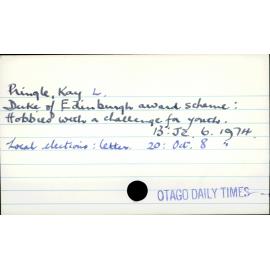 Pringle, Kay L.
Duke of Edinburgh award scheme:
Hobbies with a challenge for youth.
13: Je. 6. 1974.
Local elections: letter. 20: Oct. 8 "
OTAGO DAILY TIMES